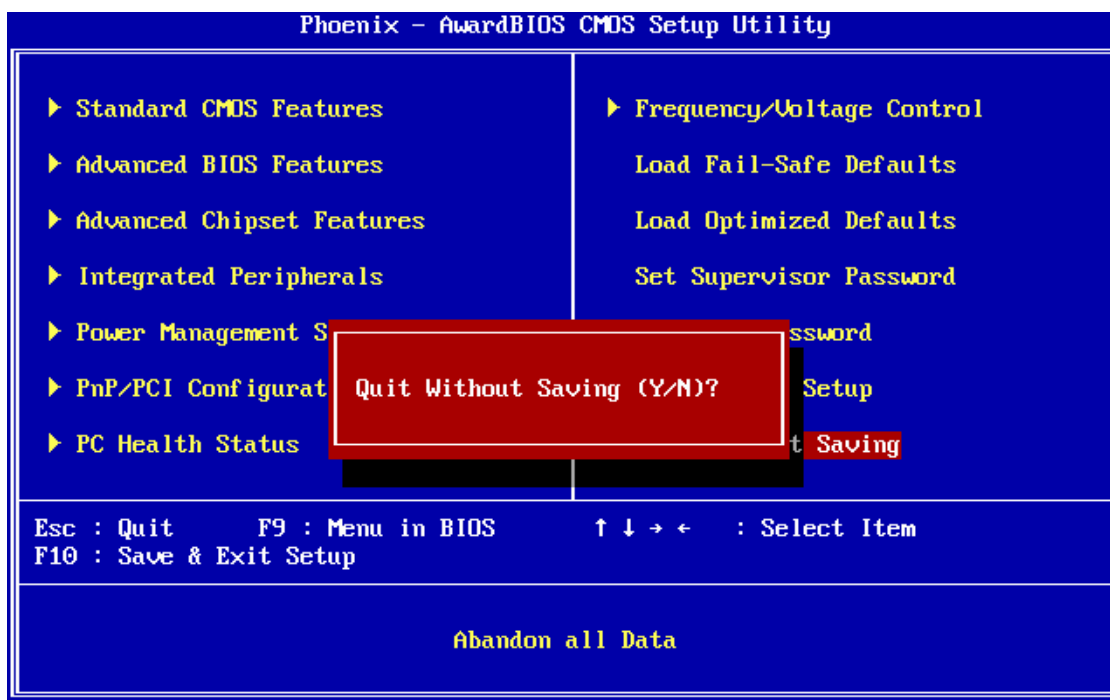 Phoenix - AwardBIOS CMOS Setup Utility
Standard CMOS Features
Advanced BIOS Features
Advanced Chipset Features
Integrated Peripherals
Power Management S
PnP/PCI Configurat
PC Health Status
Frequency/Voltage Control
Load Fail-Safe Defaults
Load Optimized Defaults
Set Supervisor Password
ssword
Setup
t Saving
Quit Without Saving (Y/N)?
Esc : Quit F9 : Menu in BIOS ↑ ↓ → ← : Select Item
F10 : Save & Exit Setup
Abandon all Data